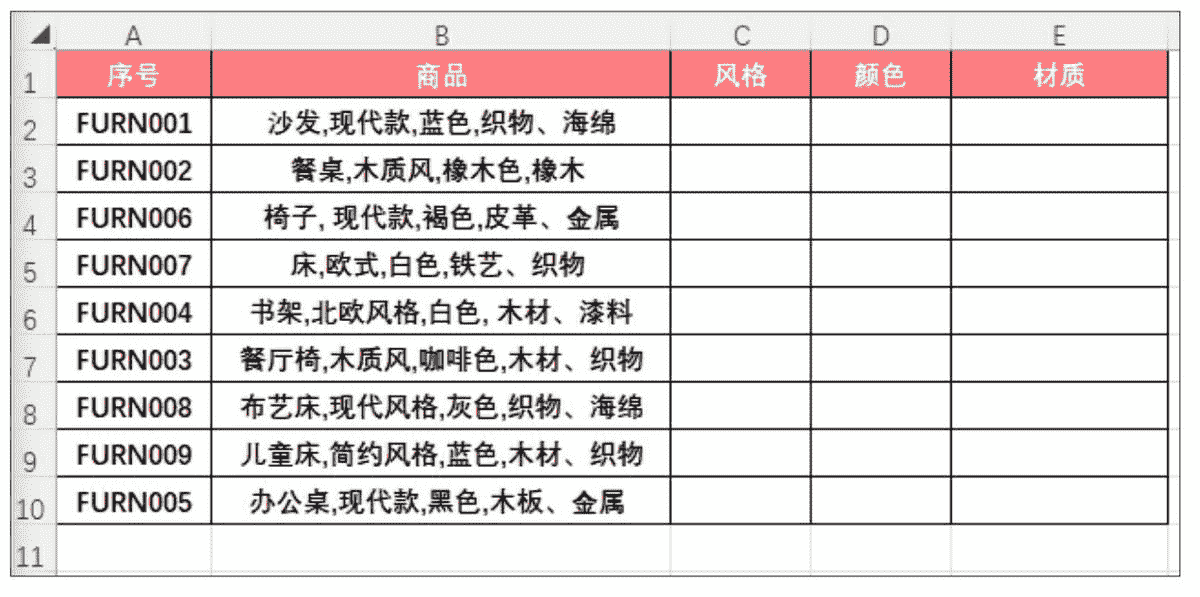 A B C D E
1 序号 商品 风格 颜色 材质
2 FURN001 沙发,现代款,蓝色,织物、海绵
3 FURN002 餐桌,木质风,橡木色,橡木
4 FURN006 椅子, 现代款,褐色,皮革、金属
5 FURN007 床,欧式,白色,铁艺、织物
6 FURN004 书架,北欧风格,白色, 木材、漆料
7 FURN003 餐厅椅,木质风,咖啡色,木材、织物
8 FURN008 布艺床,现代风格,灰色,织物、海绵
9 FURN009 儿童床,简约风格,蓝色,木材、织物
10 FURN005 办公桌,现代款,黑色,木板、金属
11